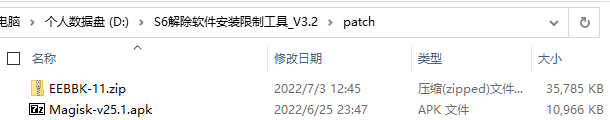 电脑 › 个人数据盘 (D:) › S6解除软件安装限制工具_V3.2 › patch
名称 修改日期 类型 大小
EEBBK-11.zip 2022/7/3 12:45 压缩(zipped)文件... 35,785 KB
Magisk-v25.1.apk 2022/6/25 23:47 APK 文件 10,966 KB